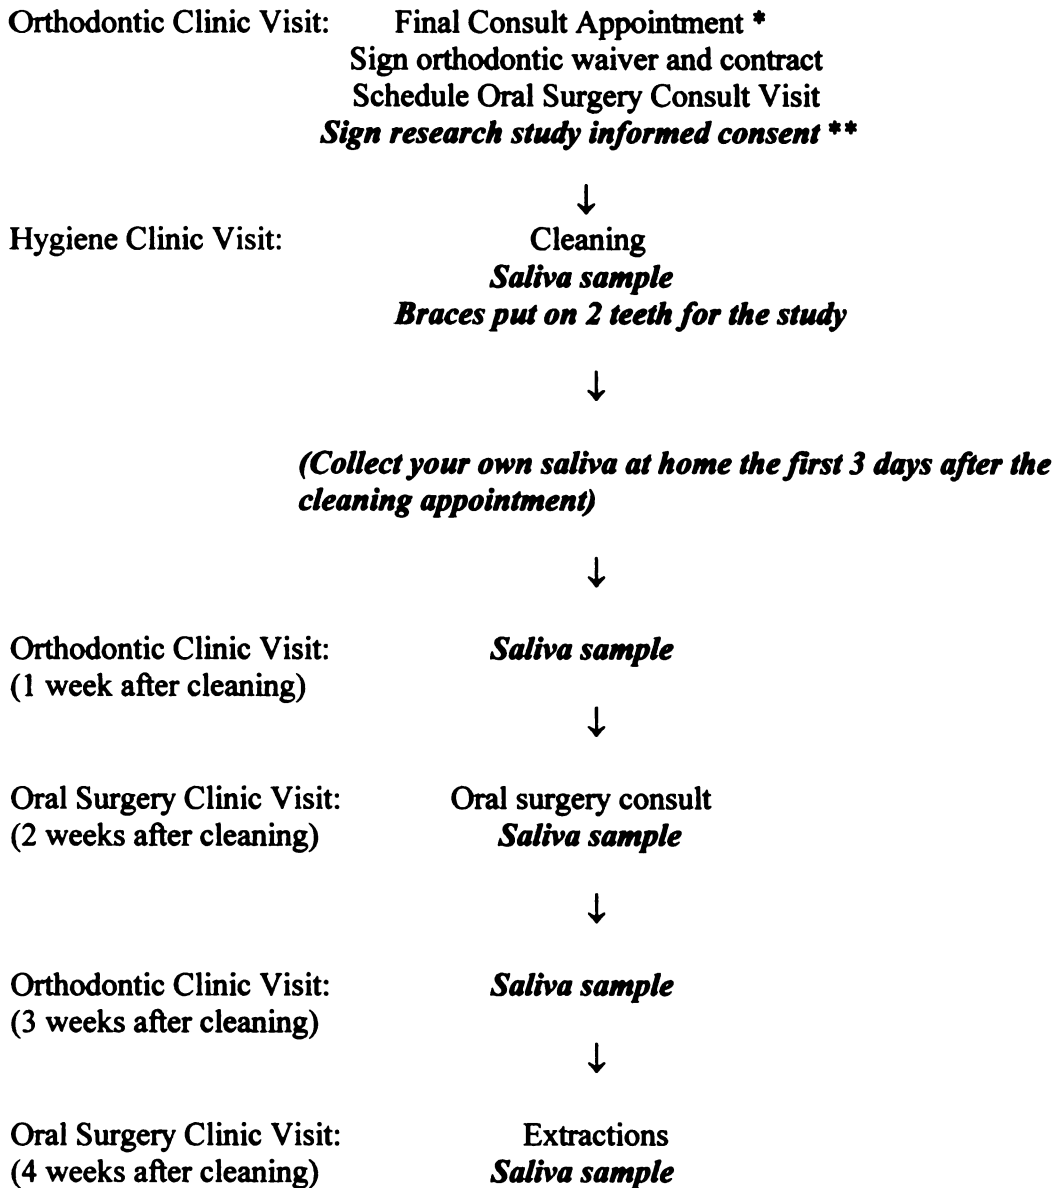 Orthodontic Clinic Visit: Final Consult Appointment *
Sign orthodontic waiver and contract
Schedule Oral Surgery Consult Visit
Sign research study informed consent **
↓
Hygiene Clinic Visit: Cleaning
Saliva sample
Braces put on 2 teeth for the study
↓
(Collect your own saliva at home the first 3 days after the
cleaning appointment)
↓
Orthodontic Clinic Visit: Saliva sample
(1 week after cleaning)
↓
Oral Surgery Clinic Visit: Oral surgery consult
(2 weeks after cleaning) Saliva sample
↓
Orthodontic Clinic Visit: Saliva sample
(3 weeks after cleaning)
↓
Oral Surgery Clinic Visit: Extractions
(4 weeks after cleaning) Saliva sample